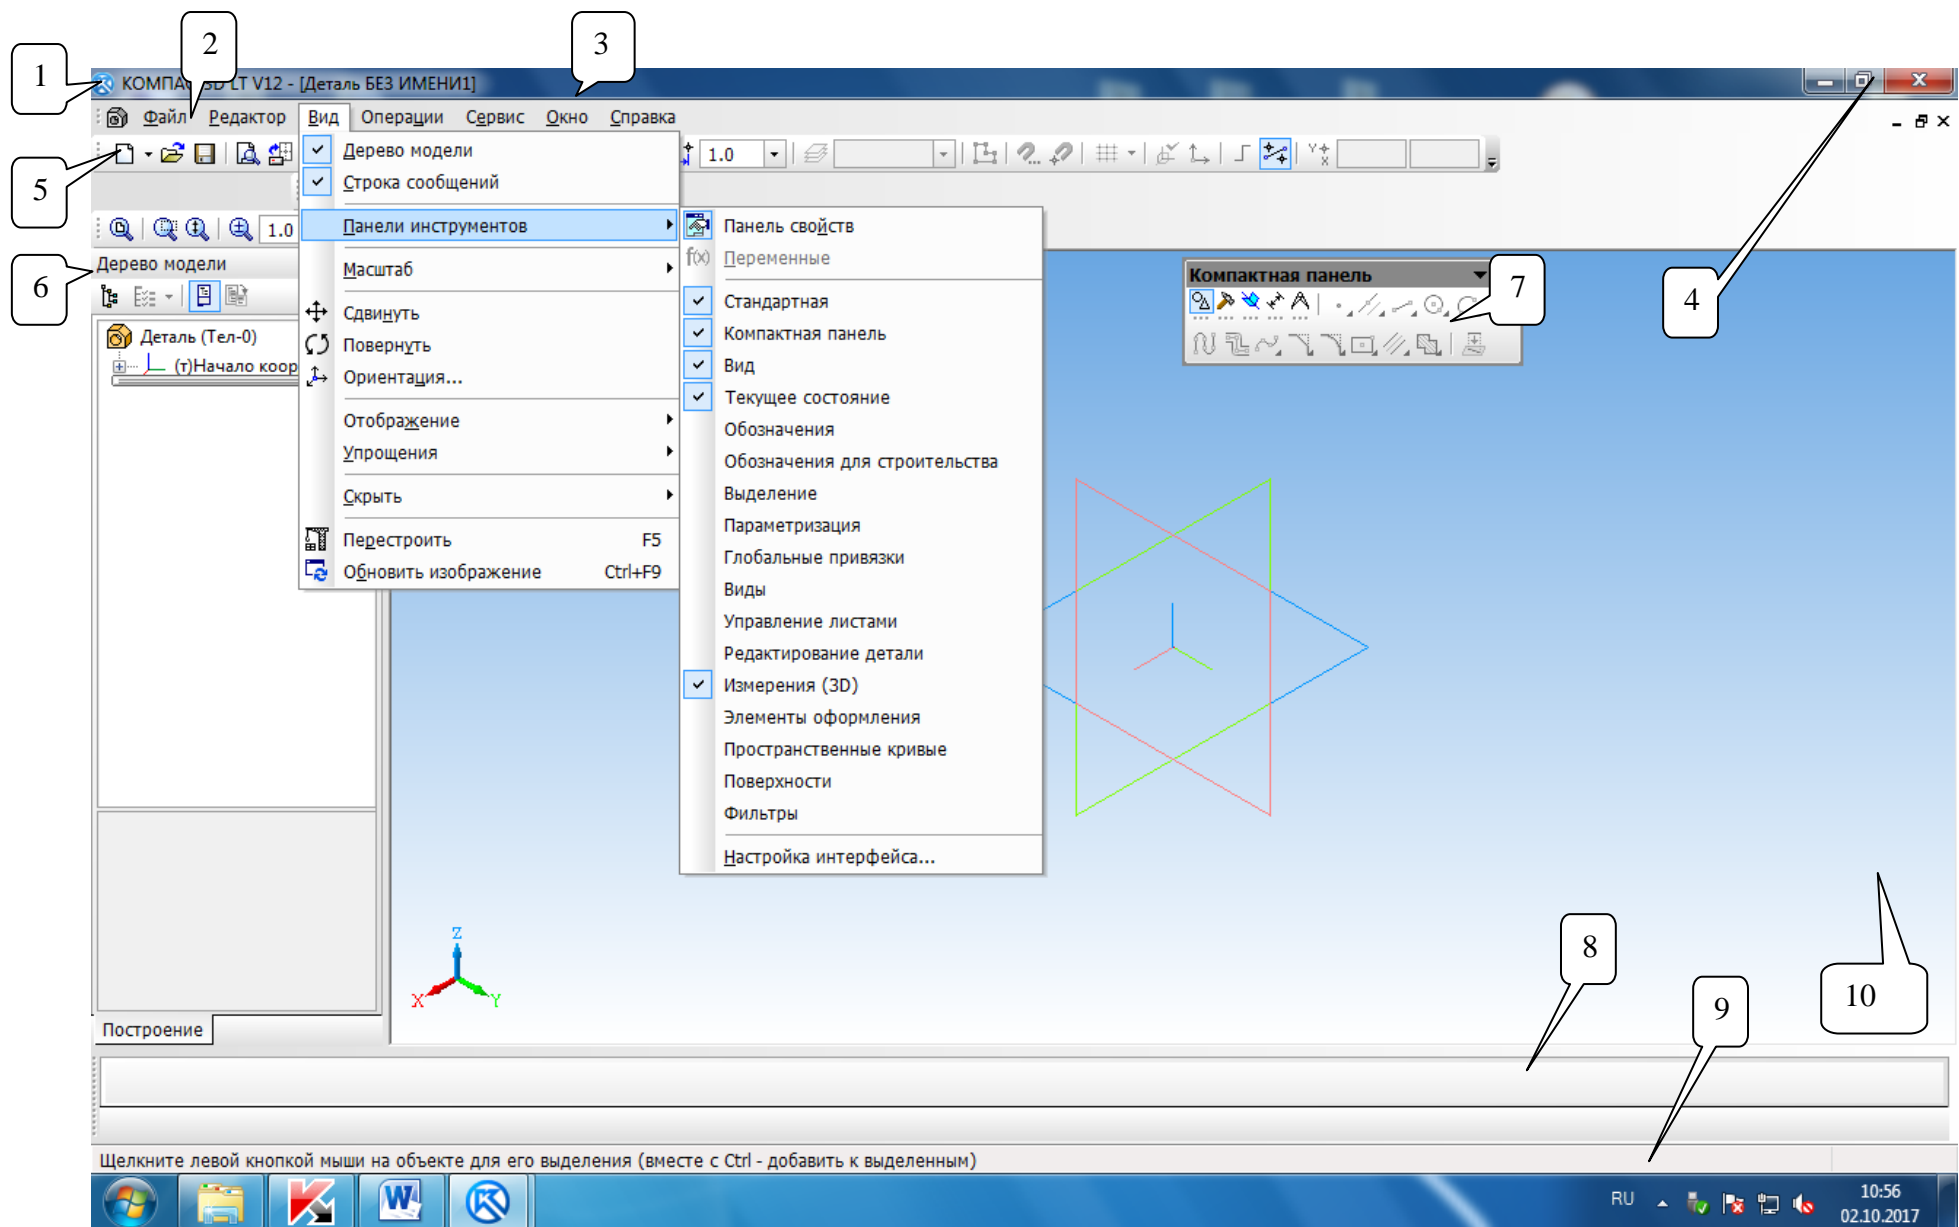 2
3
1
КОМПАС-3D LT V12 - [Деталь БЕЗ ИМЕНИ1]
Файл Редактор Вид Операции Сервис Окно Справка
5
1.0
1.0
Дерево модели
Строка сообщений
Панели инструментов
Масштаб
Сдвинуть
Повернуть
Ориентация...
Отображение
Упрощения
Скрыть
Перестроить F5
Обновить изображение Ctrl+F9
Панель свойств
f(x) Переменные
Стандартная
Компактная панель
Вид
Текущее состояние
Обозначения
Обозначения для строительства
Выделение
Параметризация
Глобальные привязки
Виды
Управление листами
Редактирование детали
Измерения (3D)
Элементы оформления
Пространственные кривые
Поверхности
Фильтры
Настройка интерфейса...
6
Дерево модели
Деталь (Тел-0)
(т)Начало коор
Компактная панель
7
4
Z
X
Y
8
9
10
Построение
Щелкните левой кнопкой мыши на объекте для его выделения (вместе с Ctrl - добавить к выделенным)
RU
10:56
02.10.2017